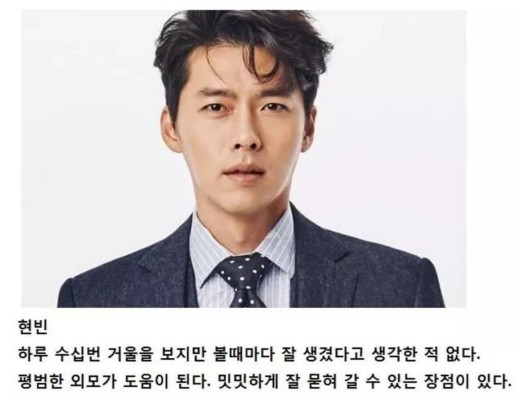 현빈
하루 수십번 거울을 보지만 볼때마다 잘 생겼다고 생각한 적 없다.
평범한 외모가 도움이 된다. 밋밋하게 잘 묻혀 갈 수 있는 장점이 있다.